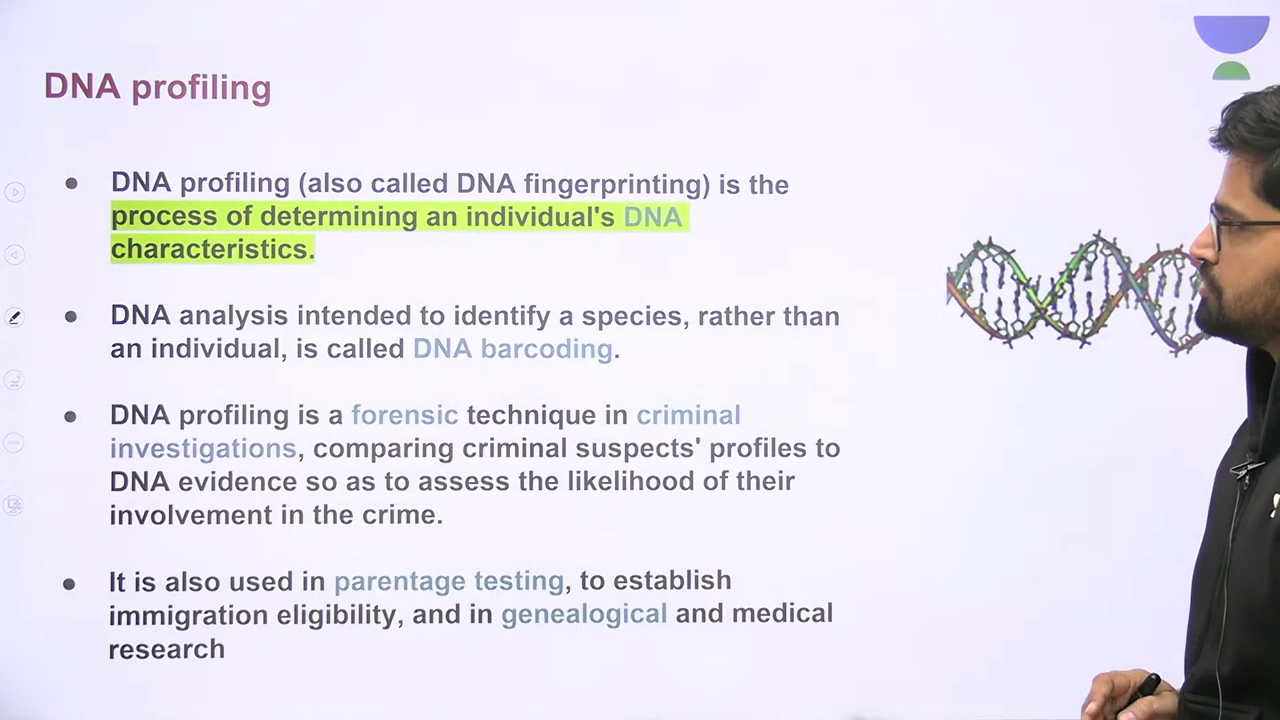 DNA profiling
● DNA profiling (also called DNA fingerprinting) is the
process of determining an individual's DNA
characteristics.
● DNA analysis intended to identify a species, rather than
an individual, is called DNA barcoding.
● DNA profiling is a forensic technique in criminal
investigations, comparing criminal suspects' profiles to
DNA evidence so as to assess the likelihood of their
involvement in the crime.
● It is also used in parentage testing, to establish
immigration eligibility, and in genealogical and medical
research